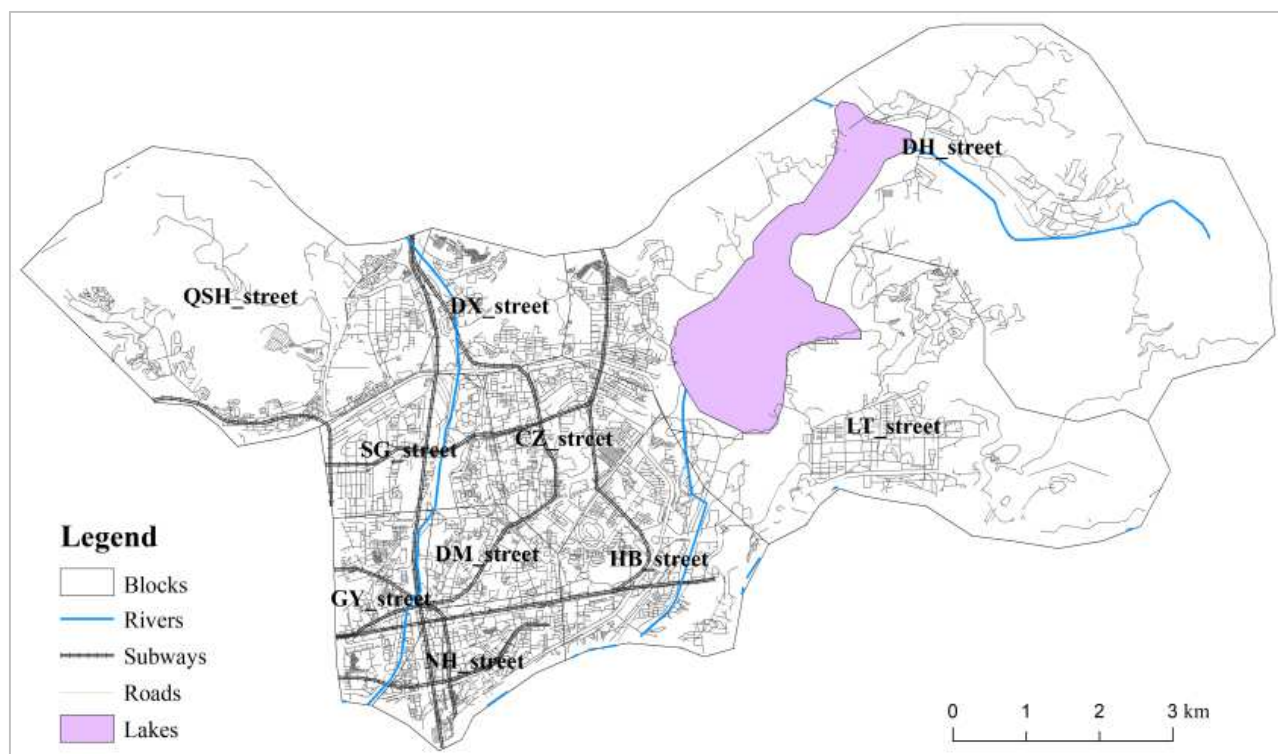 DH_street
QSH_street
DX_street
LT_street
SG_street
CZ_street
DM_street
HB_street
GY_street
NH_street
Legend
Blocks
Rivers
Subways
Roads
Lakes
0 1 2 3 km